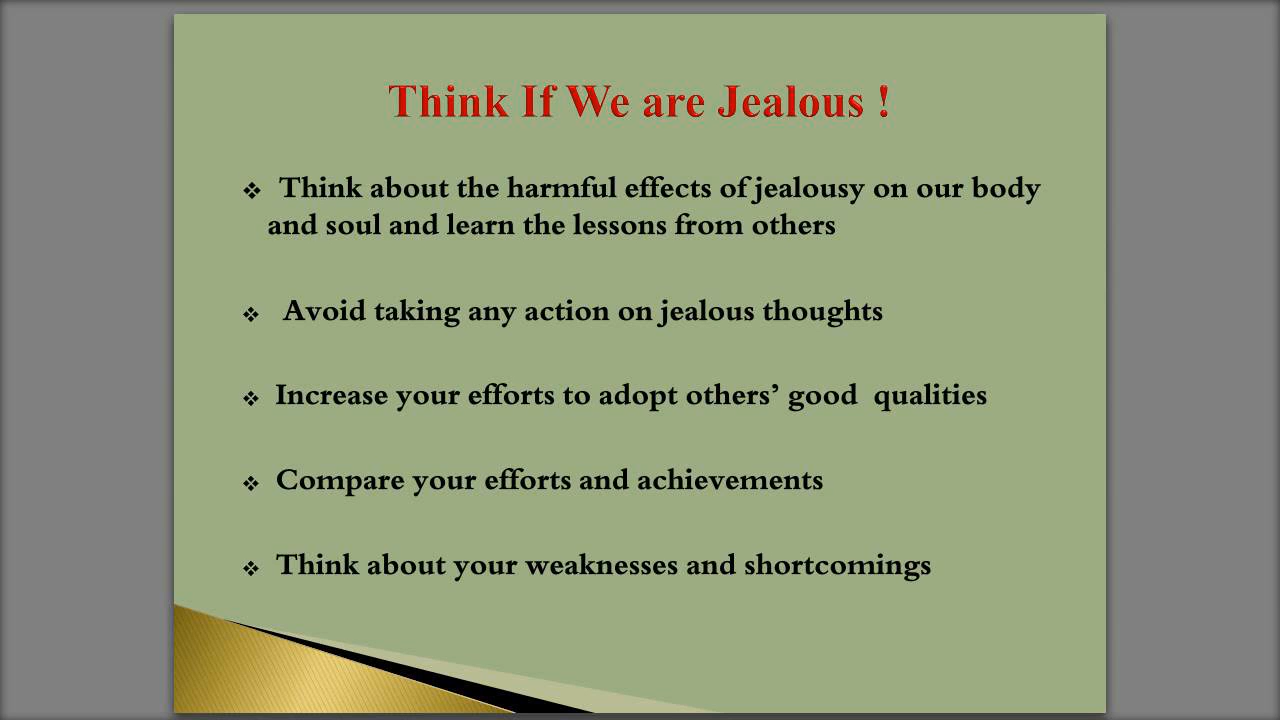 Think If We are Jealous !
❖ Think about the harmful effects of jealousy on our body
and soul and learn the lessons from others
❖ Avoid taking any action on jealous thoughts
❖ Increase your efforts to adopt others’ good  qualities
❖ Compare your efforts and achievements
❖ Think about your weaknesses and shortcomings